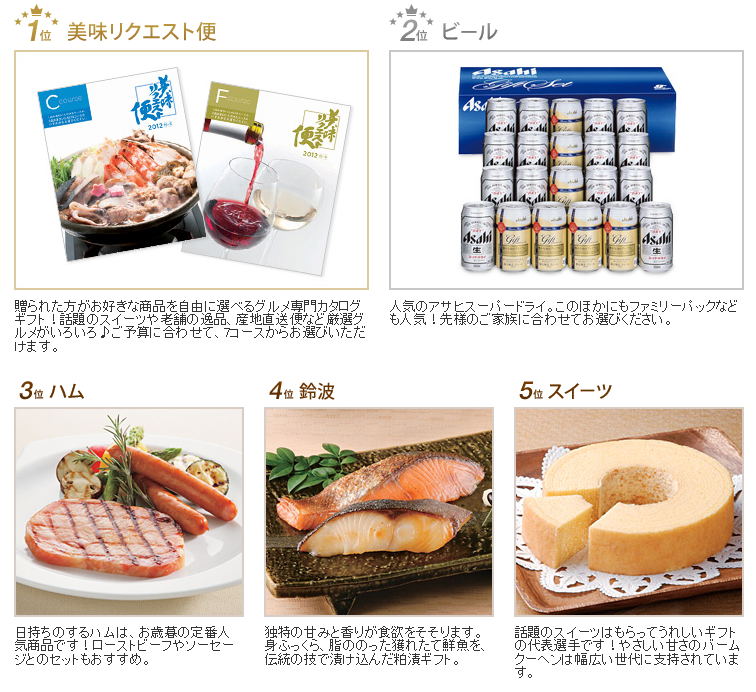 1位 美味リクエスト便
2位 ビール
C course
美味リクエスト便
2012
F course
美味リクエスト便
2012
Asahi
Gift Set
Asahi
Asahi
Asahi
生
Gift
Gift
Gift
Asahi
生
贈られた方がお好きな商品を自由に選べるグルメ専門カタログ
ギフト!話題のスイーツや老舗の逸品、産地直送便など厳選グ
ルメがいろいろ♪ご予算に合わせて、7コースからお選びいただ
けます。
人気のアサヒスーパードライ。このほかにもファミリーパックなど
も人気!先様のご家族に合わせてお選びください。
3位 ハム
4位 鈴波
5位 スイーツ
日持ちのするハムは、お歳暮の定番人
気商品です!ローストビーフやソーセー
ジとのセットもおすすめ。
独特の甘みと香りが食欲をそそります。
身ふっくら、脂ののった獲れたて鮮魚を、
伝統の技で漬け込んだ粕漬ギフト。
話題のスイーツはもらってうれしいギフト
の代表選手です!やさしい甘さのバーム
クーヘンは幅広い世代に支持されていま
す。